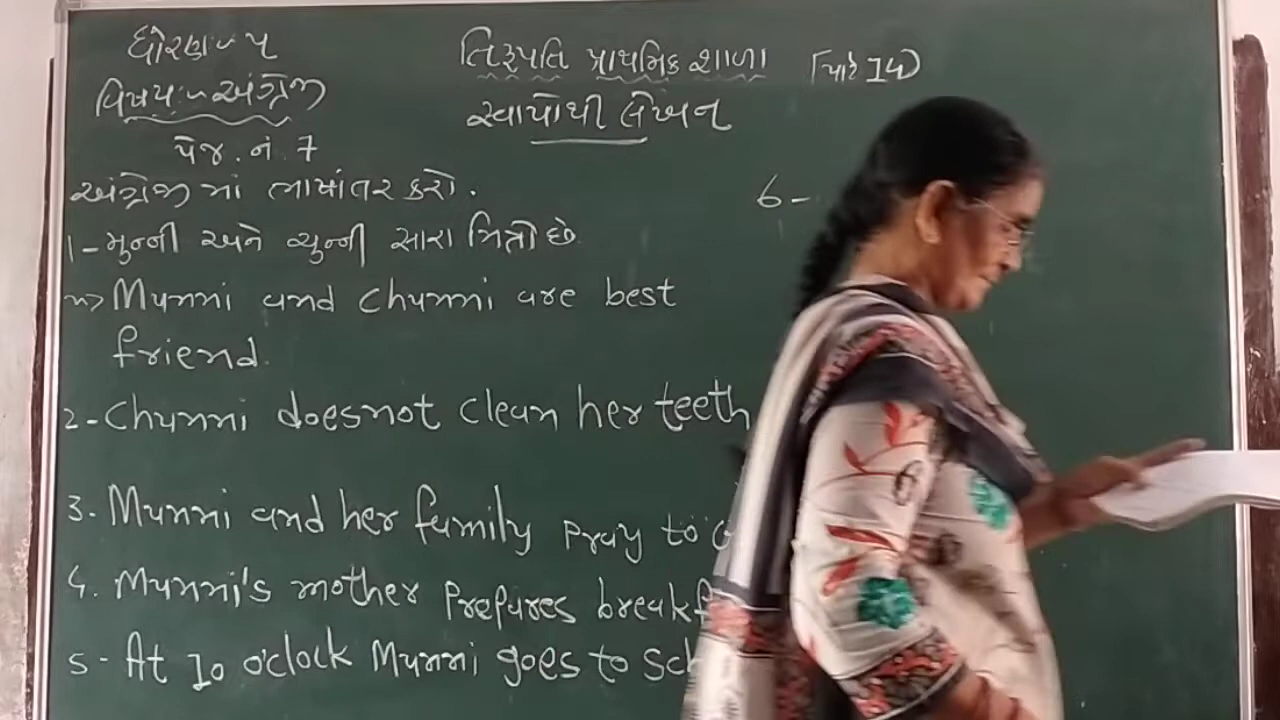 ધોરણ ~ ૫
વિષય ~ અંગ્રેજી
પેજ. નં 7
તિરૂપતિ પ્રાથમિક શાળા
સ્વાધ્યાયપોથી લેખન
અંગ્રેજીમાં ભાષાંતર કરો.
1 - મુન્ની અને ચુન્ની સારા મિત્રો છે
~> Munni and Chunni are best
friend.
2 - Chunni doesnot clean her teeth
3. Munni and her family pray to
4. Munni's mother prepares
5 - At 10 o'clock Munni goes to
6 -